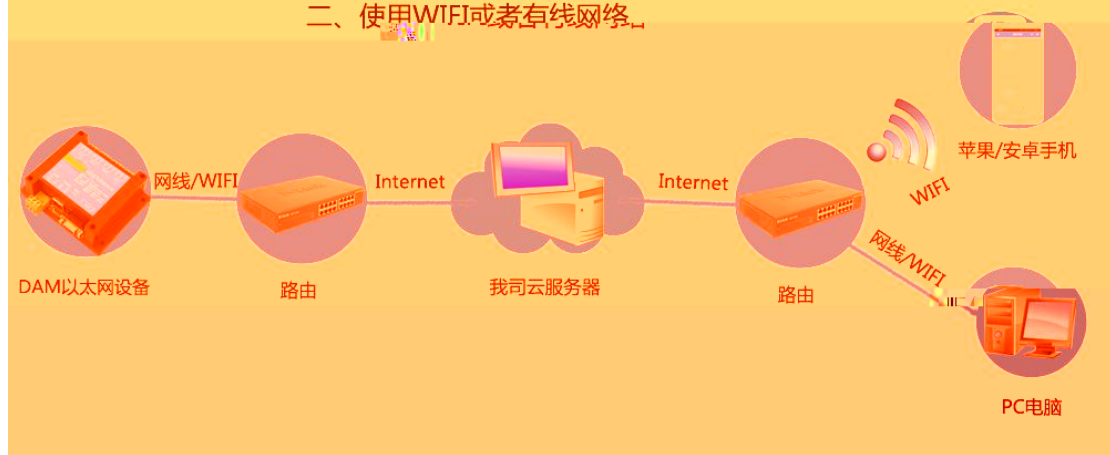 二、使用WIFI或者有线网络
苹果/安卓手机
网线/WIFI
Internet
Internet
WIFI
网线/WIFI
DAM以太网设备
路由
我司云服务器
路由
PC电脑